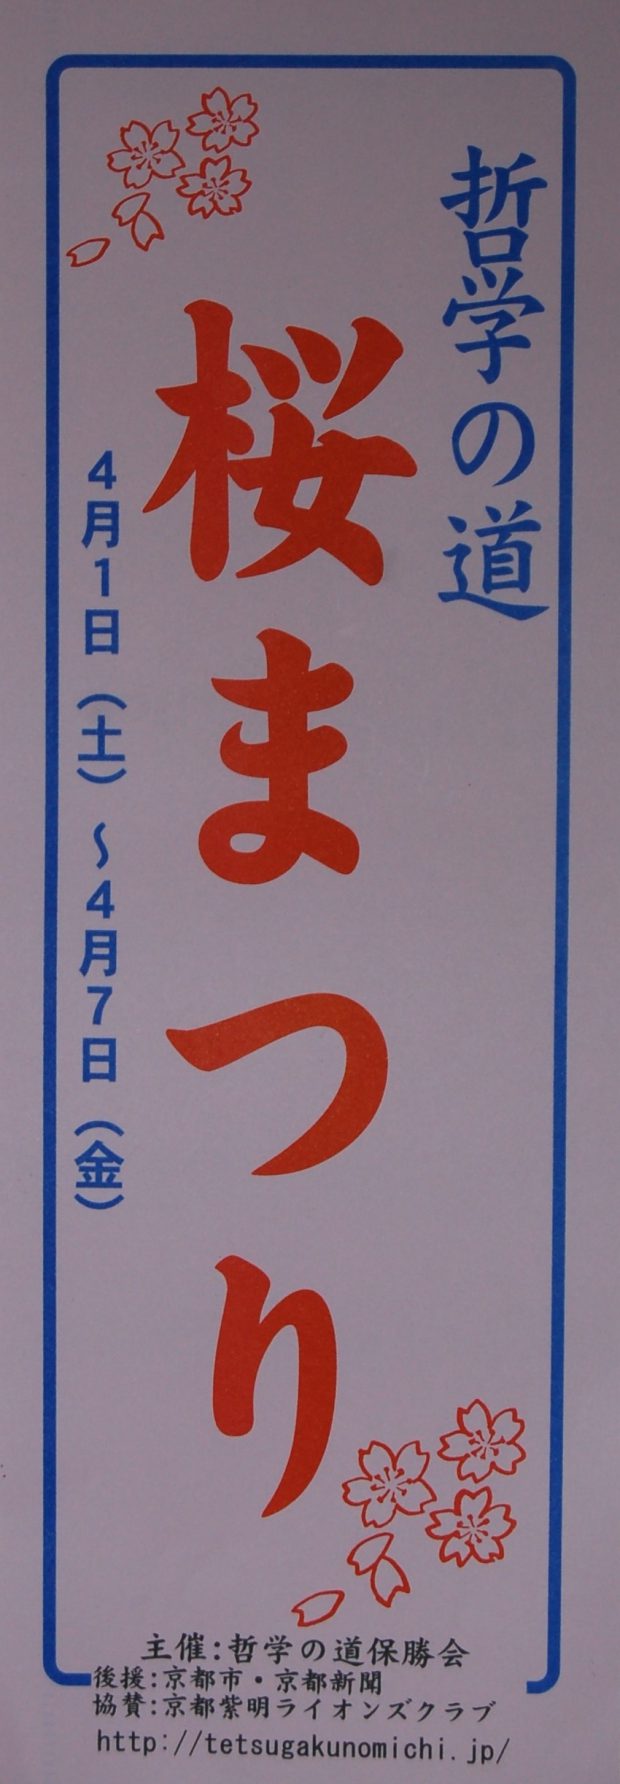 哲学の道
桜まつり
4月1日（土）〜4月7日（金）
主催:哲学の道保勝会
後援:京都市・京都新聞
協賛:京都紫明ライオンズクラブ
http://tetsugakunomichi.jp/